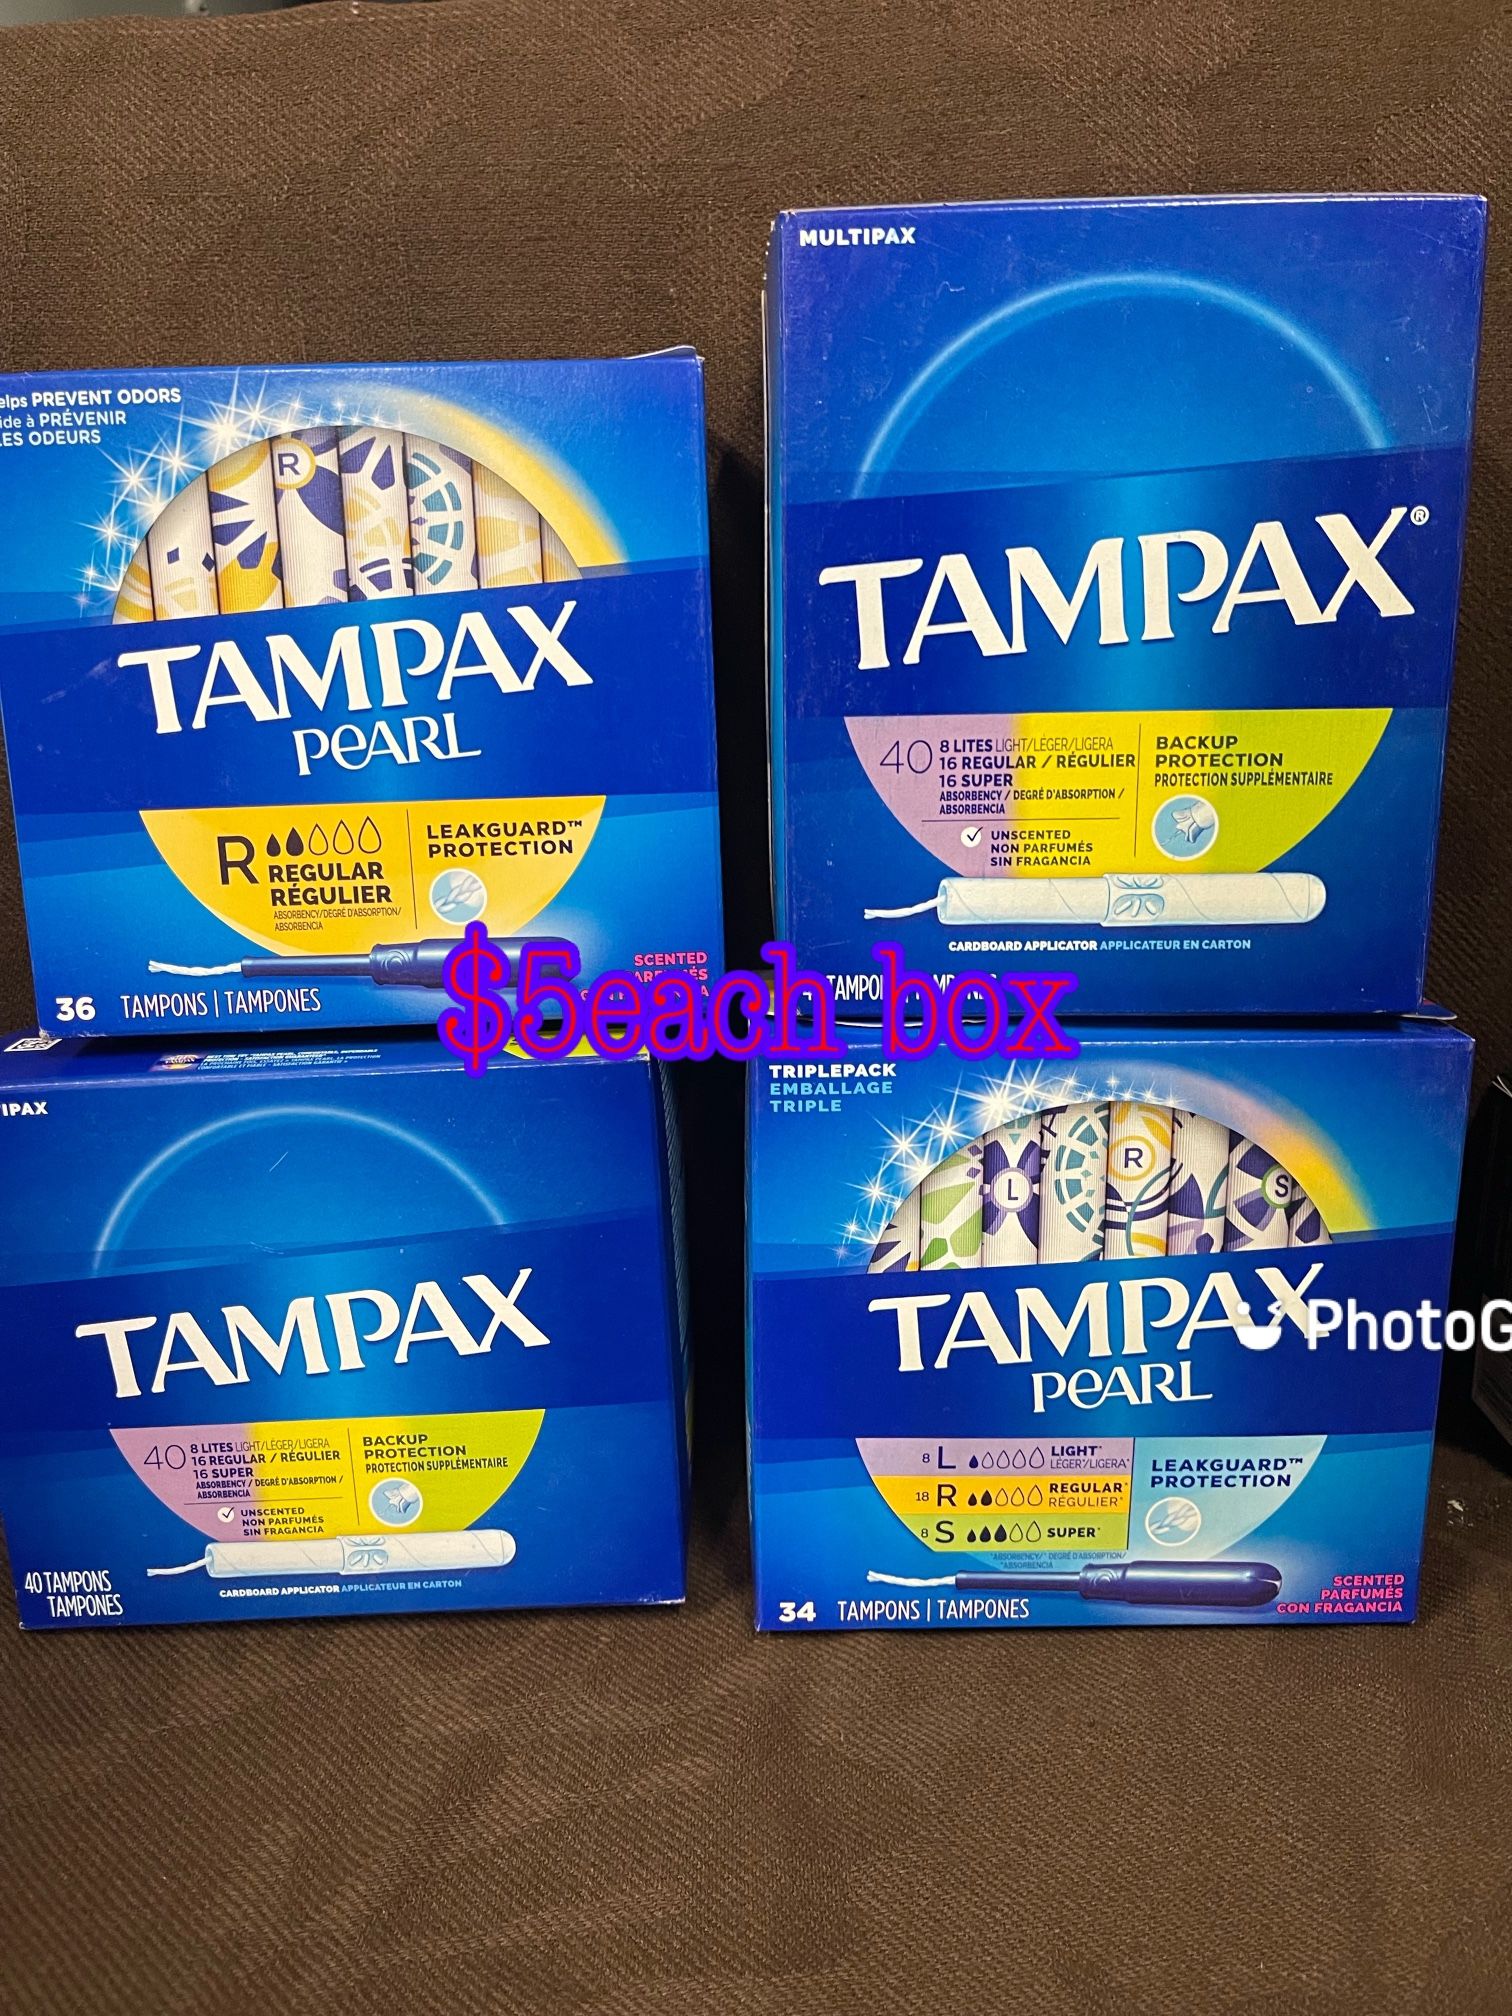 PREVENT ODORS
à PRÉVENIR
ODEURS
R
TAMPAX
PEARL
R
REGULAR
RÉGULIER
ABSORBENCY/DEGRÉ D'ABSORPTION/
ABSORBENCIA
LEAKGUARD™
PROTECTION
SCENTED
36 TAMPONS | TAMPONES
MULTIPAX
TAMPAX®
40
8 LITES LIGHT/LÉGER/LIGERA
16 REGULAR / RÉGULIER
16 SUPER
ABSORBENCY / DEGRÉ D'ABSORPTION /
ABSORBENCIA
UNSCENTED
NON PARFUMÉS
SIN FRAGANCIA
BACKUP
PROTECTION
PROTECTION SUPPLÉMENTAIRE
CARDBOARD APPLICATOR APPLICATEUR EN CARTON
$5each box
TAMPAX
40
8 LITES LIGHT/LÉGER/LIGERA
16 REGULAR / RÉGULIER
16 SUPER
ABSORBENCY / DEGRÉ D'ABSORPTION /
ABSORBENCIA
UNSCENTED
NON PARFUMÉS
SIN FRAGANCIA
BACKUP
PROTECTION
PROTECTION SUPPLÉMENTAIRE
CARDBOARD APPLICATOR APPLICATEUR EN CARTON
40 TAMPONS
TAMPONES
TRIPLEPACK
EMBALLAGE
TRIPLE
L R S
TAMPAX
PEARL
8 L LIGHT*
LÉGER/LIGERA*
18 R REGULAR*
RÉGULIER*
8 S SUPER*
*ABSORBENCY/* DEGRÉ D'ABSORPTION/
*ABSORBENCIA
LEAKGUARD™
PROTECTION
SCENTED
PARFUMÉS
CON FRAGANCIA
34 TAMPONS | TAMPONES
PhotoG